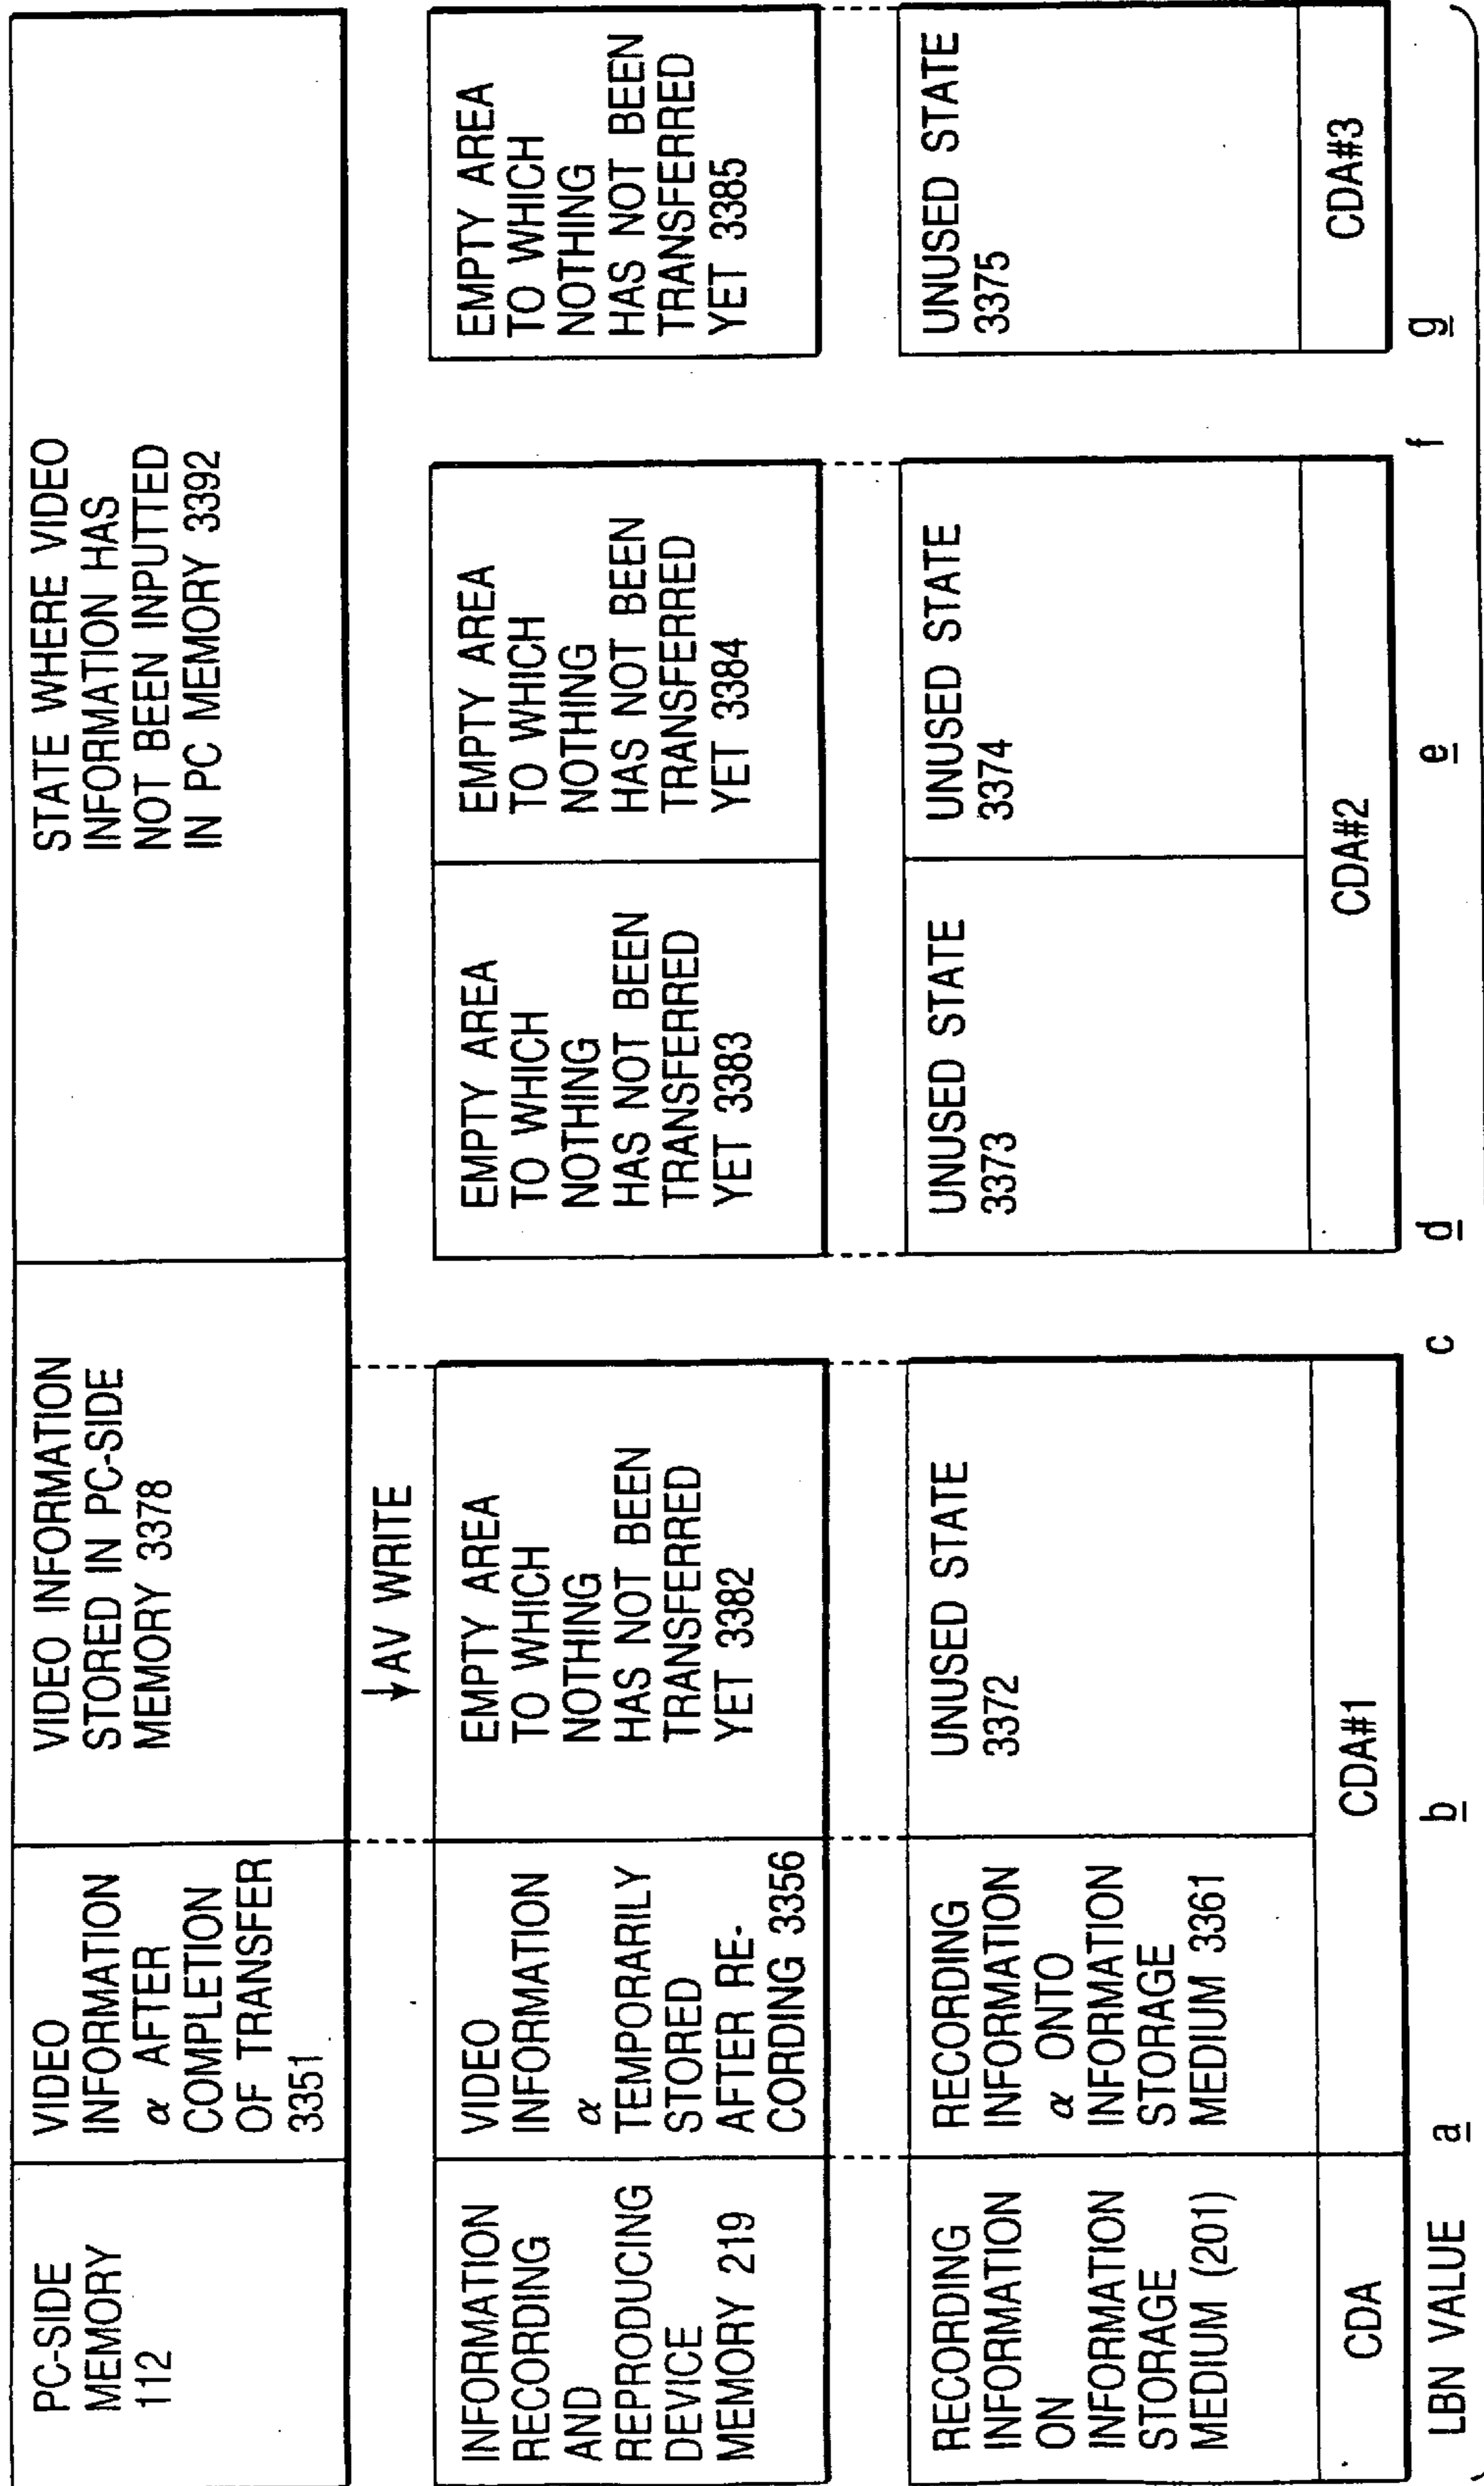 PC-SIDE
MEMORY
112
VIDEO
INFORMATION
α AFTER
COMPLETION
OF TRANSFER
3351
VIDEO INFORMATION
STORED IN PC-SIDE
MEMORY 3378
STATE WHERE VIDEO
INFORMATION HAS
NOT BEEN INPUTTED
IN PC MEMORY 3392
↓AV WRITE
INFORMATION
RECORDING
AND
REPRODUCING
DEVICE
MEMORY 219
VIDEO
INFORMATION
α
TEMPORARILY
STORED
AFTER RE-
CORDING 3356
EMPTY AREA
TO WHICH
NOTHING
HAS NOT BEEN
TRANSFERRED
YET 3382
EMPTY AREA
TO WHICH
NOTHING
HAS NOT BEEN
TRANSFERRED
YET 3383
EMPTY AREA
TO WHICH
NOTHING
HAS NOT BEEN
TRANSFERRED
YET 3384
EMPTY AREA
TO WHICH
NOTHING
HAS NOT BEEN
TRANSFERRED
YET 3385
RECORDING
INFORMATION
ON
INFORMATION
STORAGE
MEDIUM (201)
RECORDING
INFORMATION
α ONTO
INFORMATION
STORAGE
MEDIUM 3361
UNUSED STATE
3372
UNUSED STATE
3373
UNUSED STATE
3374
UNUSED STATE
3375
CDA
CDA#1
CDA#2
CDA#3
LBN VALUE a b c d e f g